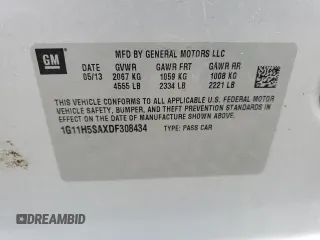 GM
MFD BY GENERAL MOTORS LLC
DATE GVWR GAWR FRT GAWR RR
05/13 2067 KG 1059 KG 1008 KG
4555 LB 2334 LB 2221 LB
THIS VEHICLE CONFORMS TO ALL APPLICABLE U.S. FEDERAL MOTOR
VEHICLE SAFETY, BUMPER, AND THEFT PREVENTION STANDARDS IN
EFFECT ON THE DATE OF MANUFACTURE SHOWN ABOVE.
1G11H5SAXDF308434 TYPE: PASS CAR
DREAMBID